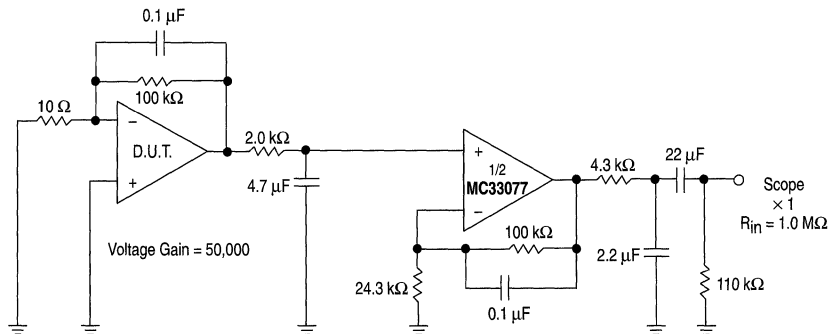 0.1 µF
100 kΩ
10 Ω
−
D.U.T.
+
2.0 kΩ
4.7 µF
Voltage Gain = 50,000
+
1/2
MC33077
−
4.3 kΩ
22 µF
Scope
× 1
Rin = 1.0 MΩ
100 kΩ
2.2 µF
24.3 kΩ
0.1 µF
110 kΩ